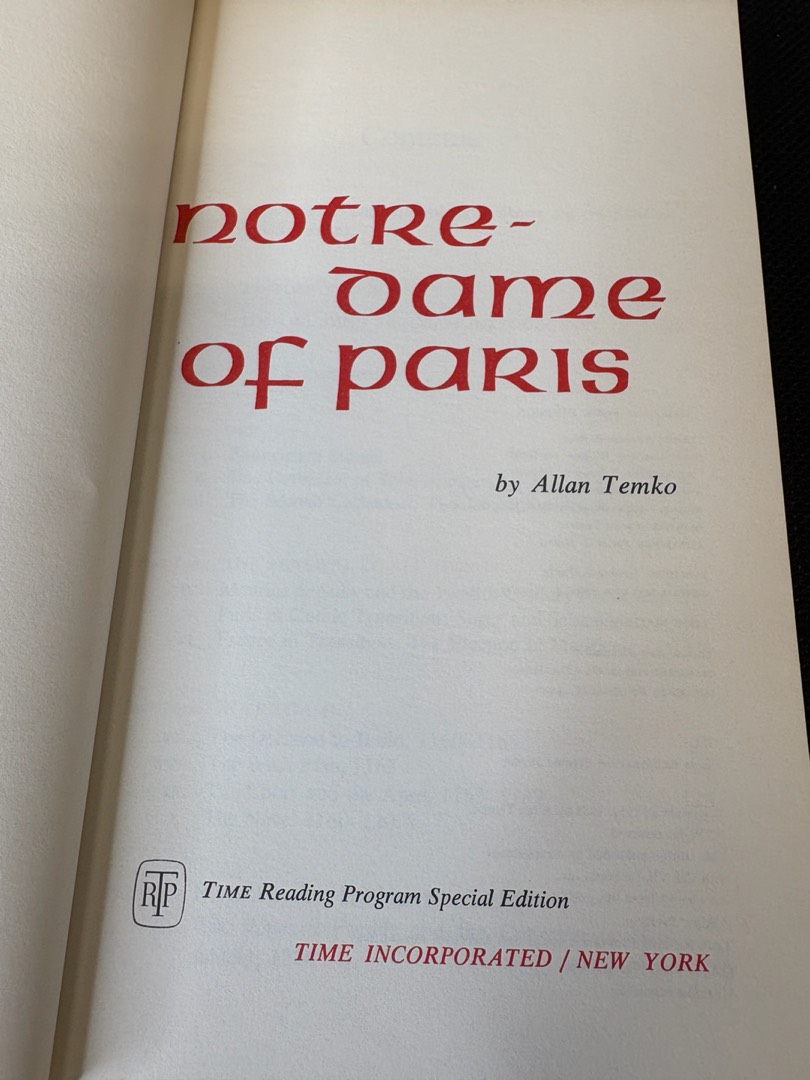 notre-
dame
of paris
by Allan Temko
RTP TIME Reading Program Special Edition
TIME INCORPORATED / NEW YORK